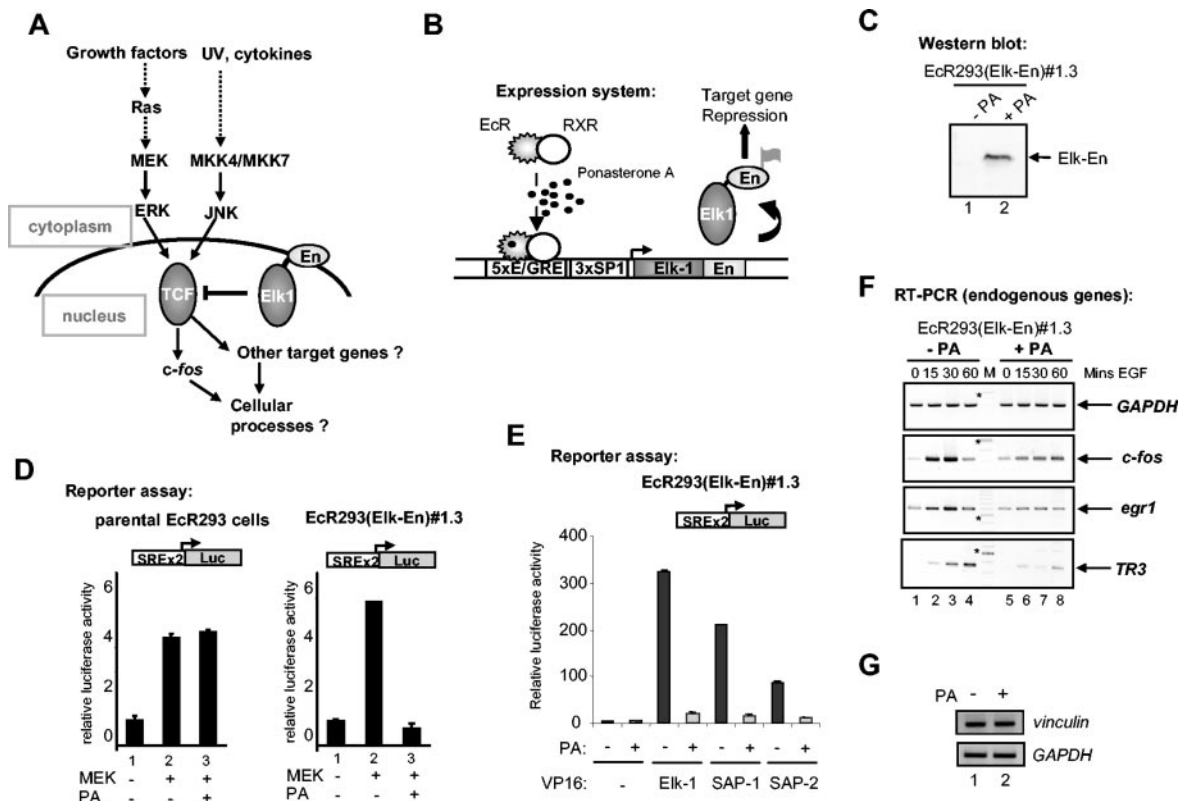 A
Growth factors
UV, cytokines
Ras
MEK
MKK4/MKK7
ERK
JNK
cytoplasm
En
TCF
Elk1
nucleus
Other target genes ?
c-fos
Cellular
processes ?
B
Expression system:
Target gene
Repression
EcR
RXR
Ponasterone A
En
Elk1
5xE/GRE
3xSP1
Elk-1
En
C
Western blot:
EcR293(Elk-En)#1.3
- PA
+ PA
Elk-En
1 2
D
Reporter assay:
parental EcR293 cells
SREx2 Luc
relative luciferase activity
6
4
2
0
1 2 3
MEK - + +
PA - - +
EcR293(Elk-En)#1.3
SREx2 Luc
relative luciferase activity
6
4
2
0
1 2 3
MEK - + +
PA - - +
E
Reporter assay:
EcR293(Elk-En)#1.3
SREx2 Luc
Relative luciferase activity
400
300
200
100
0
PA: - + - + - + - +
VP16: - Elk-1 SAP-1 SAP-2
F
RT-PCR (endogenous genes):
EcR293(Elk-En)#1.3
- PA + PA
0 15 30 60 M 0 15 30 60 Mins EGF
* GAPDH
* c-fos
* egr1
* TR3
1 2 3 4 5 6 7 8
G
PA - +
vinculin
GAPDH
1 2